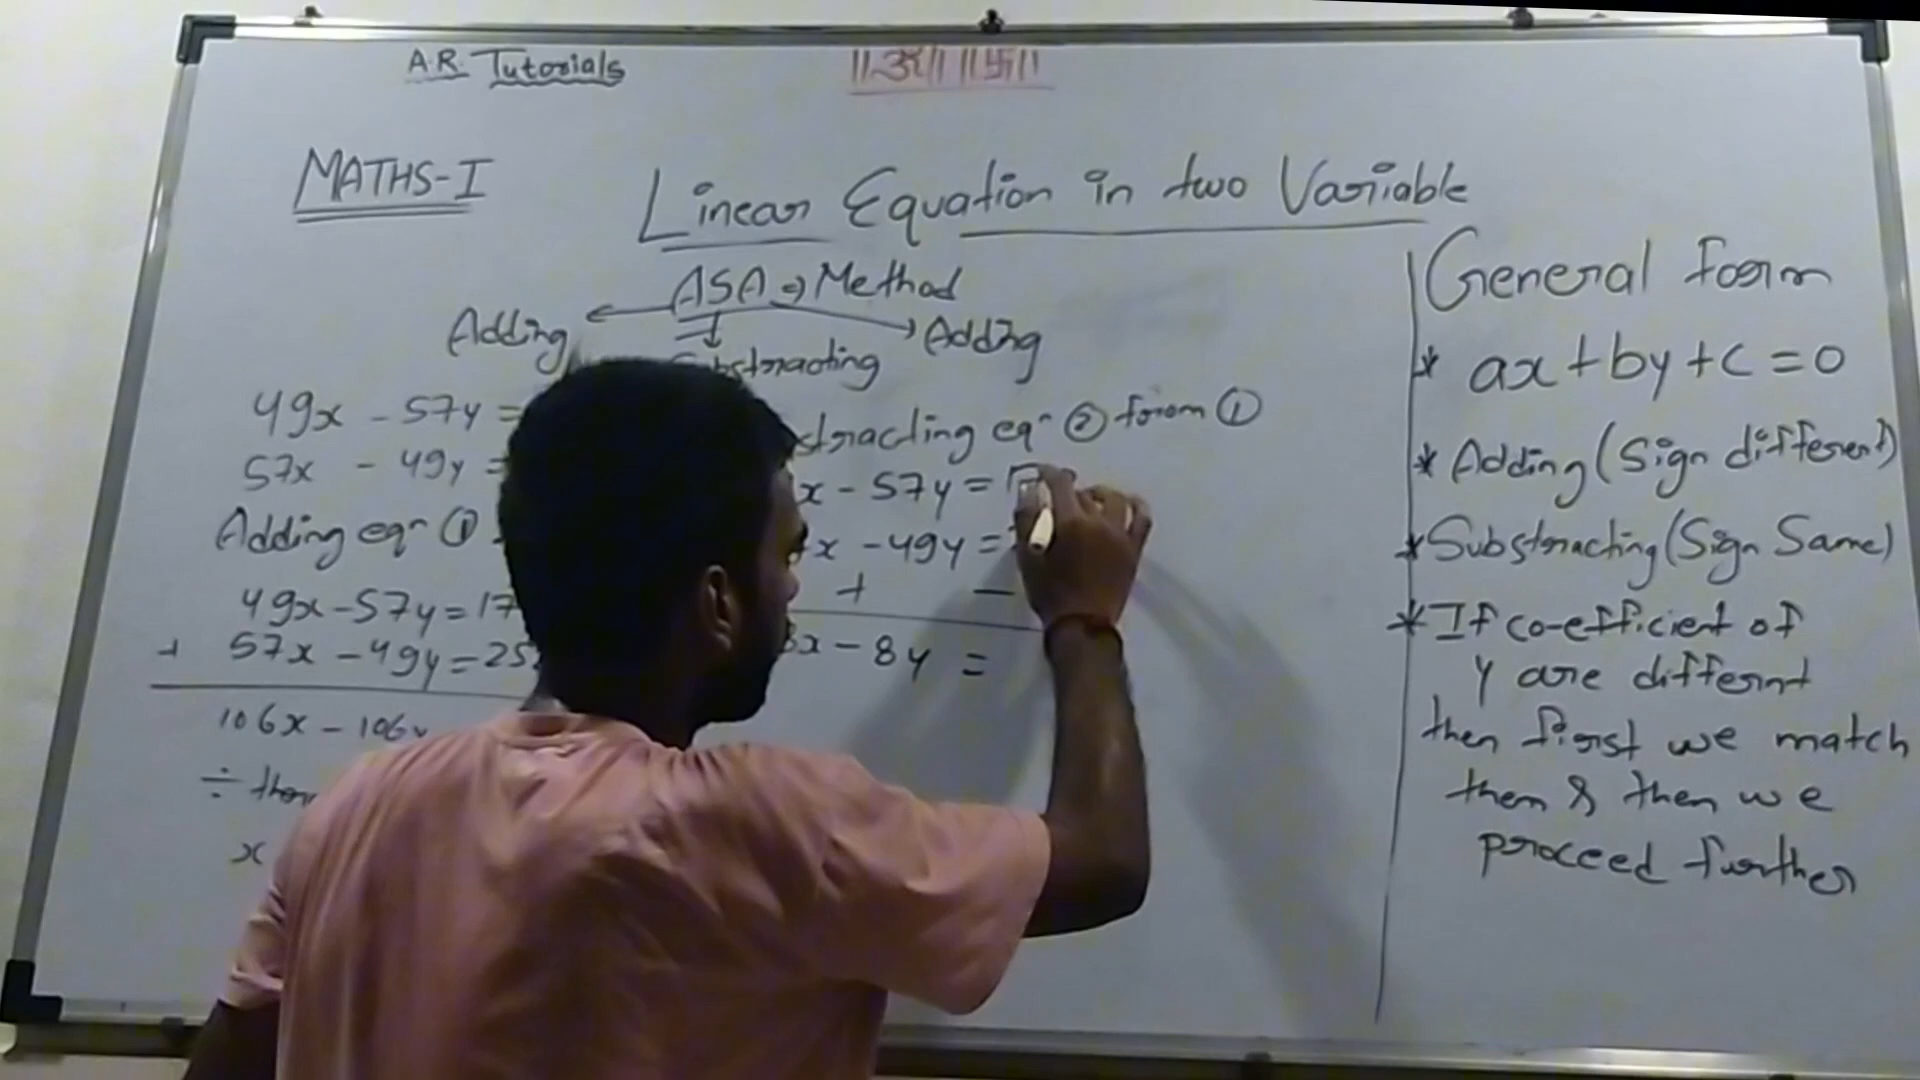 A.R. Tutorials
||ૐ|| ||卐||
MATHS-I
Linear Equation in two Variable
ASA → Method
Adding
Substracting
Adding
49x - 57y =
57x - 49y =
Adding eqn ①
49x-57y=17
+ 57x - 49y=25
106x - 106y
÷
x
eqn ② from ①
x - 57y =
x - 49y =
+ -
x - 8y =
General form
* ax+by+c=0
* Adding (Sign different)
* Substracting (Sign Same)
* If co-efficient of
y are differnt
then first we match
them & then we
proceed further